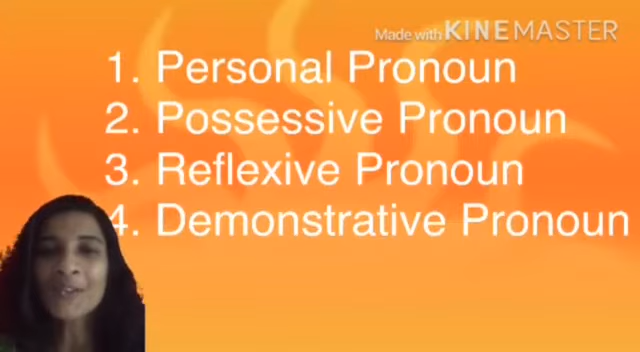 Made with KINEMASTER
1. Personal Pronoun
2. Possessive Pronoun
3. Reflexive Pronoun
4. Demonstrative Pronoun